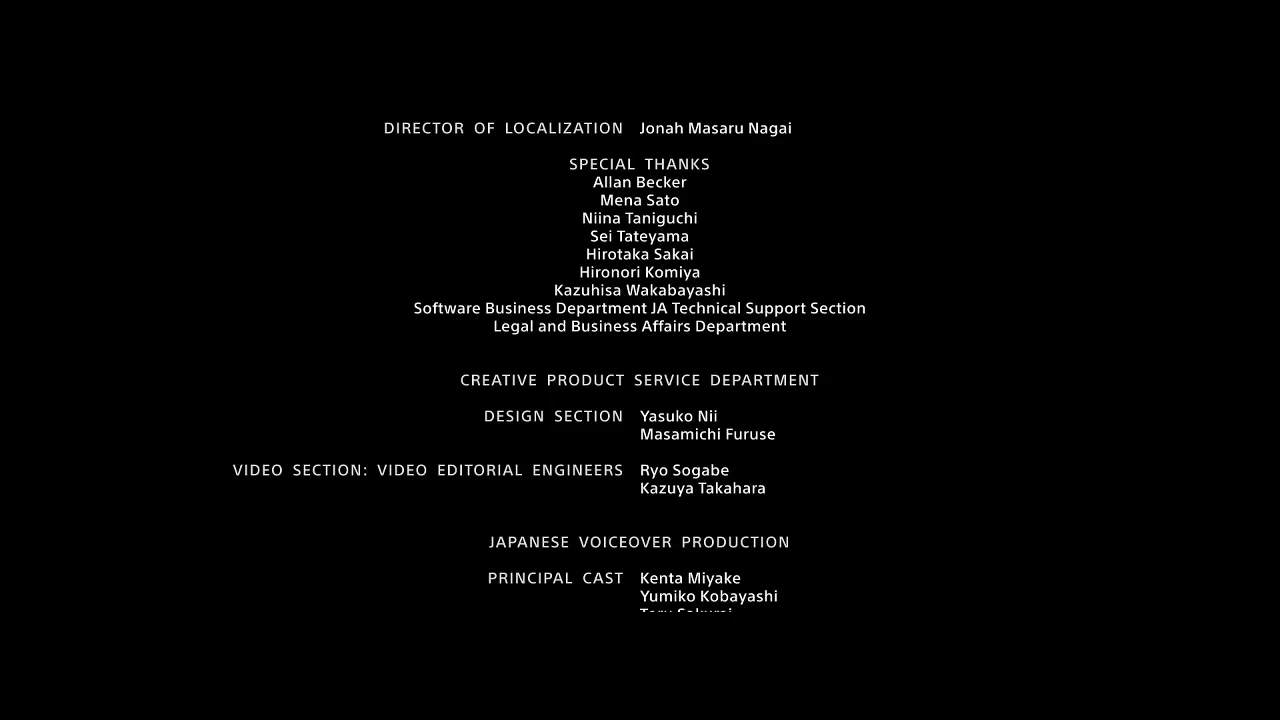 DIRECTOR OF LOCALIZATION Jonah Masaru Nagai
SPECIAL THANKS
Allan Becker
Mena Sato
Niina Taniguchi
Sei Tateyama
Hirotaka Sakai
Hironori Komiya
Kazuhisa Wakabayashi
Software Business Department JA Technical Support Section
Legal and Business Affairs Department
CREATIVE PRODUCT SERVICE DEPARTMENT
DESIGN SECTION Yasuko Nii
Masamichi Furuse
VIDEO SECTION: VIDEO EDITORIAL ENGINEERS Ryo Sogabe
Kazuya Takahara
JAPANESE VOICEOVER PRODUCTION
PRINCIPAL CAST Kenta Miyake
Yumiko Kobayashi